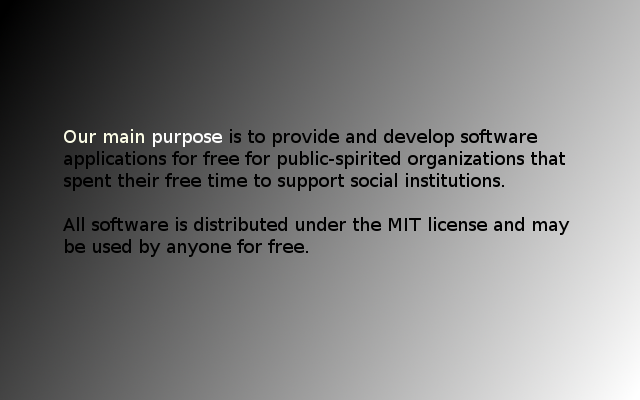 Our main purpose is to provide and develop software
applications for free for public-spirited organizations that
spent their free time to support social institutions.
All software is distributed under the MIT license and may
be used by anyone for free.